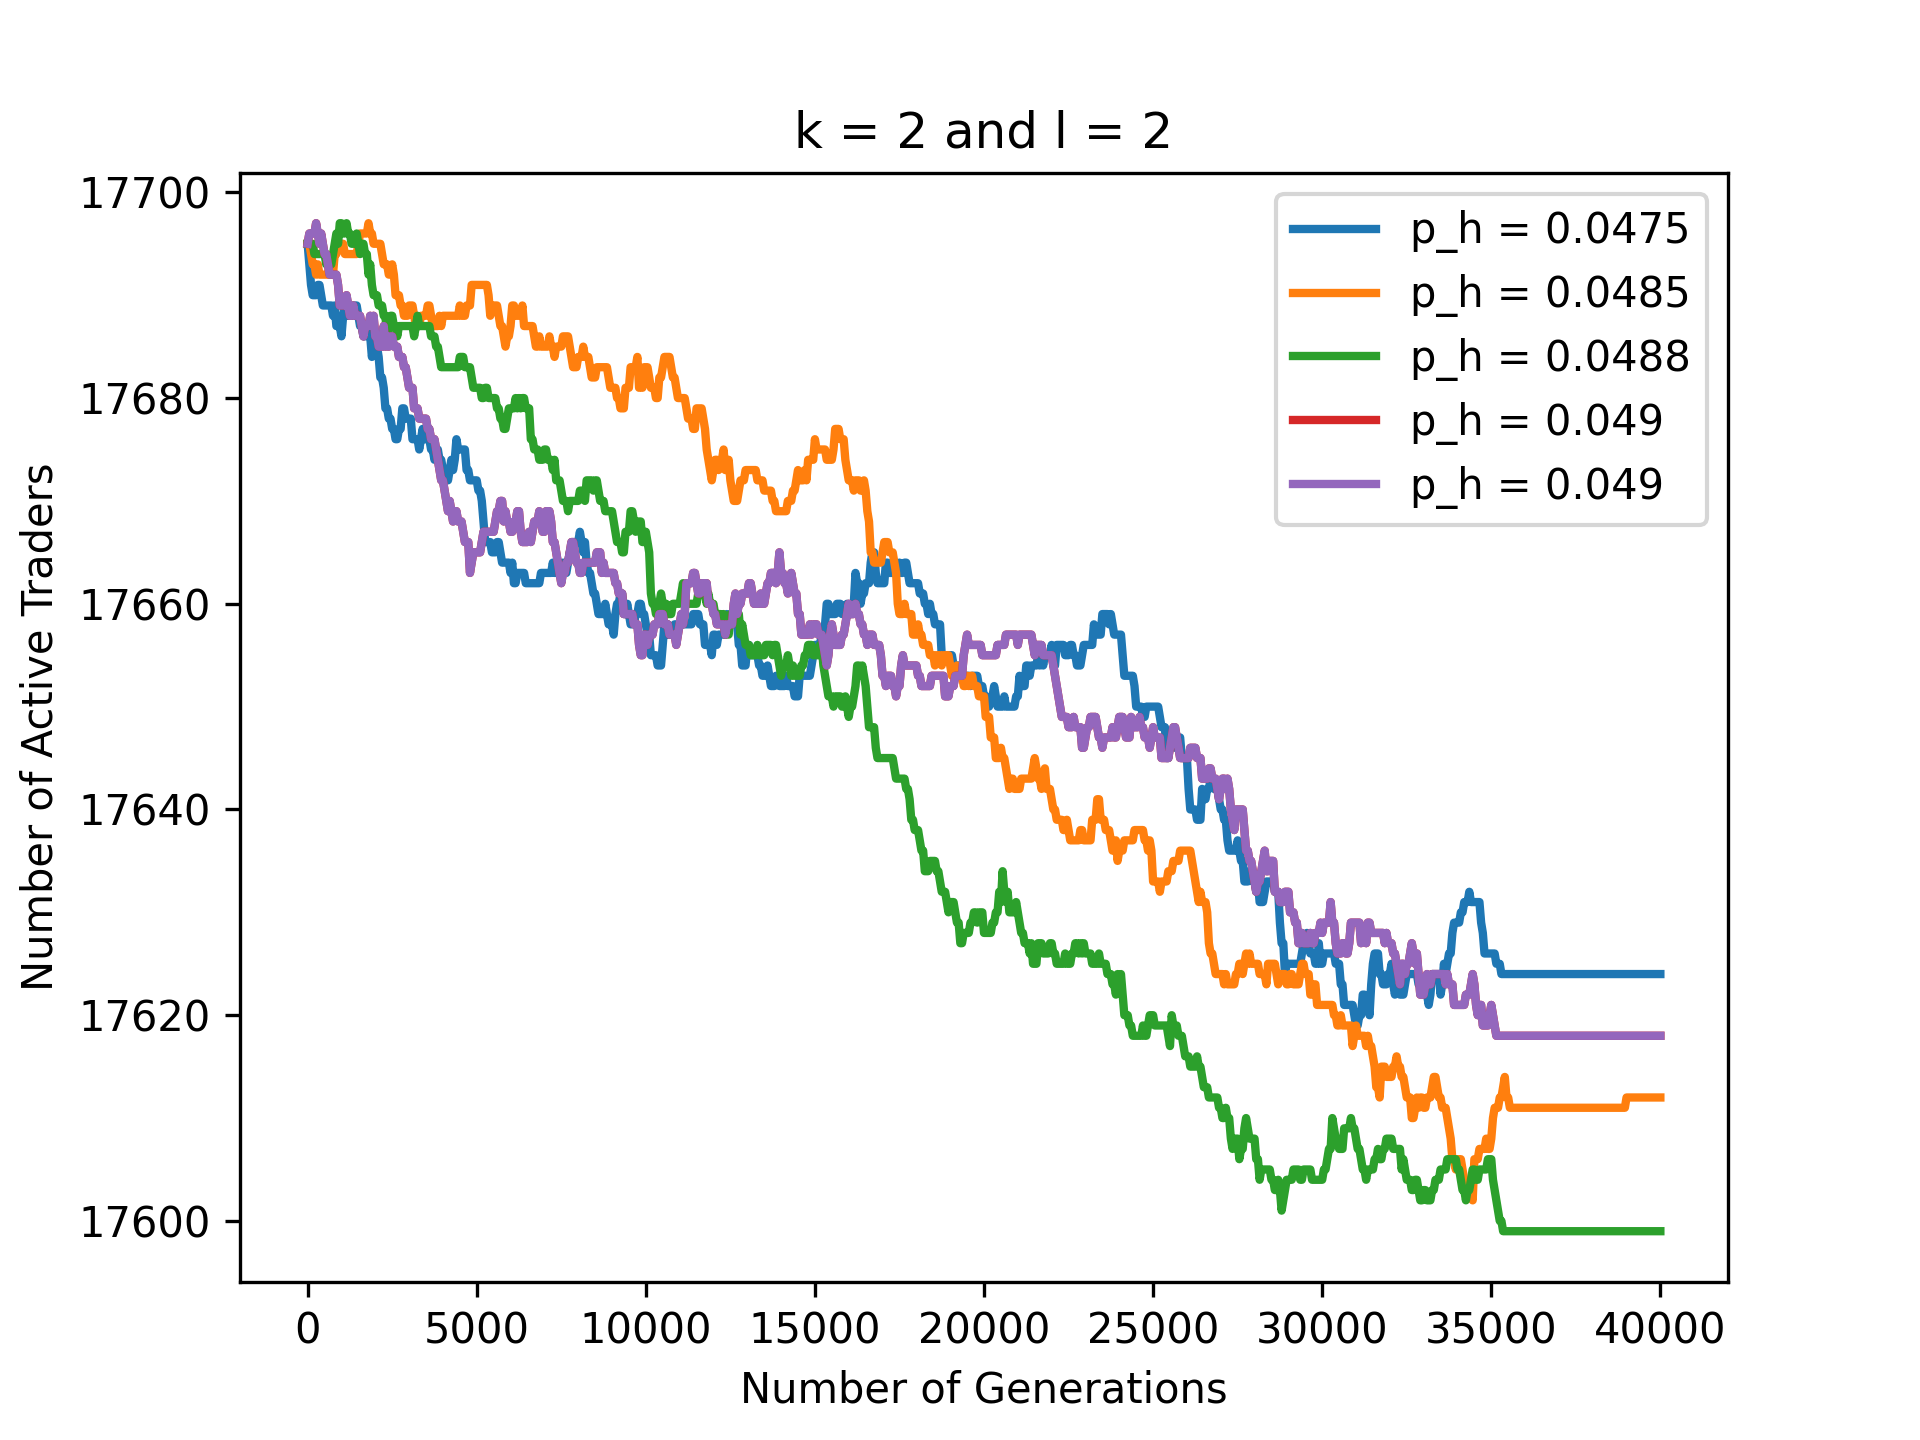 k = 2 and l = 2
17700
17680
17660
17640
17620
17600
Number of Active Traders
p_h = 0.0475
p_h = 0.0485
p_h = 0.0488
p_h = 0.049
p_h = 0.049
0 5000 10000 15000 20000 25000 30000 35000 40000
Number of Generations